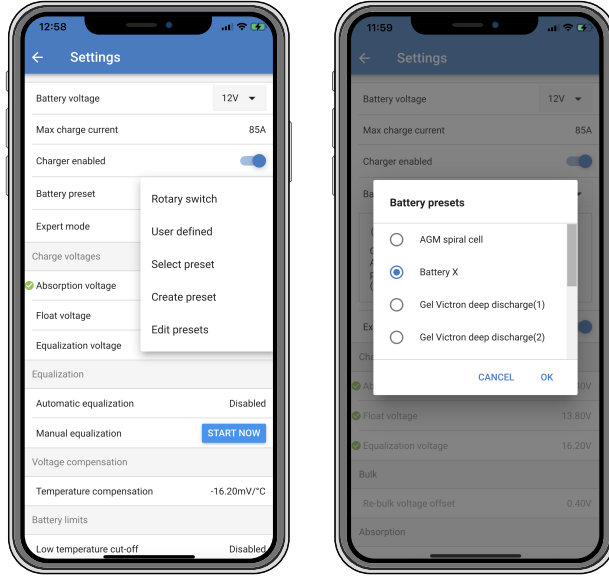 12:58
Settings
Battery voltage 12V
Max charge current 85A
Charger enabled
Battery preset
Expert mode
Charge voltages
Absorption voltage
Float voltage
Equalization voltage
Rotary switch
User defined
Select preset
Create preset
Edit presets
Equalization
Automatic equalization Disabled
Manual equalization START NOW
Voltage compensation
Temperature compensation -16.20mV/°C
Battery limits
Low temperature cut-off Disabled
11:59
Settings
Battery voltage 12V
Max charge current 85A
Charger enabled
Ba
Battery presets
AGM spiral cell
Battery X
Gel Victron deep discharge(1)
Gel Victron deep discharge(2)
CANCEL OK
Ex
Cha
Float voltage 13.80V
Equalization voltage 16.20V
Bulk
Re-bulk voltage offset 0.40V
Absorption